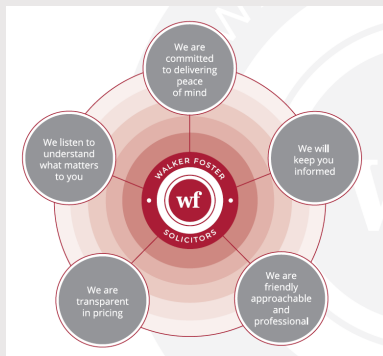 We are
committed
to delivering
peace
of mind
We listen to
understand
what matters
to you
We will
keep you
informed
WALKER FOSTER
wf
SOLICITORS
We are
transparent
in pricing
We are
friendly
approachable
and
professional